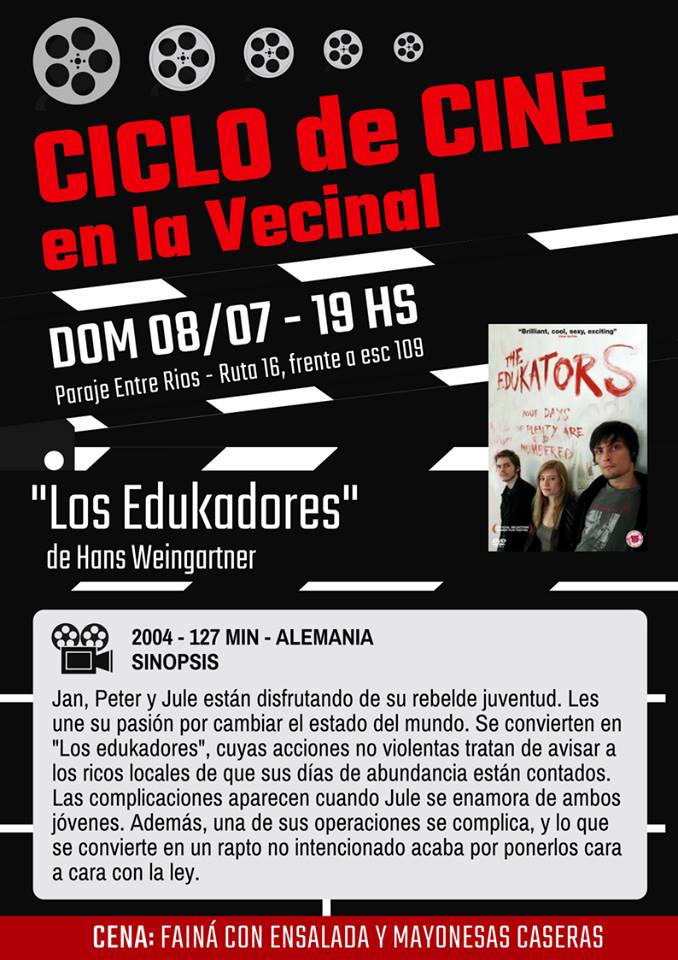 CICLO de CINE
en la Vecinal
DOM 08/07 - 19 HS
Paraje Entre Rios - Ruta 16, frente a esc 109
"Brilliant, cool, sexy, exciting"
THE
EDUKATORS
YOUR DAYS
OF PLENTY ARE
NUMBERED
DVD
"Los Edukadores"
de Hans Weingartner
2004 - 127 MIN - ALEMANIA
SINOPSIS
Jan, Peter y Jule están disfrutando de su rebelde juventud. Les
une su pasión por cambiar el estado del mundo. Se convierten en
"Los edukadores", cuyas acciones no violentas tratan de avisar a
los ricos locales de que sus días de abundancia están contados.
Las complicaciones aparecen cuando Jule se enamora de ambos
jóvenes. Además, una de sus operaciones se complica, y lo que
se convierte en un rapto no intencionado acaba por ponerlos cara
a cara con la ley.
CENA: FAINÁ CON ENSALADA Y MAYONESAS CASERAS